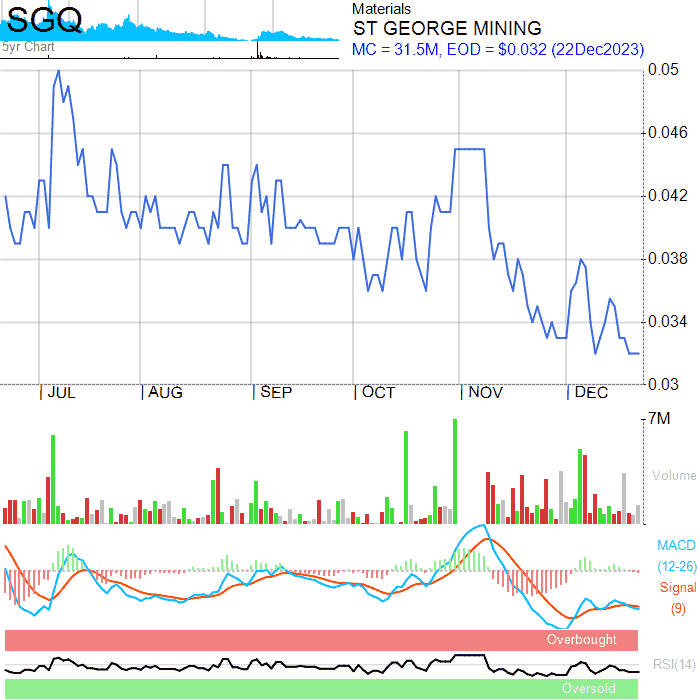 SGQ
5yr Chart
Materials
ST GEORGE MINING
MC = 31.5M, EOD = $0.032 (22Dec2023)
0.05
0.046
0.042
0.038
0.034
0.03
JUL
AUG
SEP
OCT
NOV
DEC
7M
Volume
MACD
(12-26)
Signal
(9)
Overbought
RSI(14)
Oversold